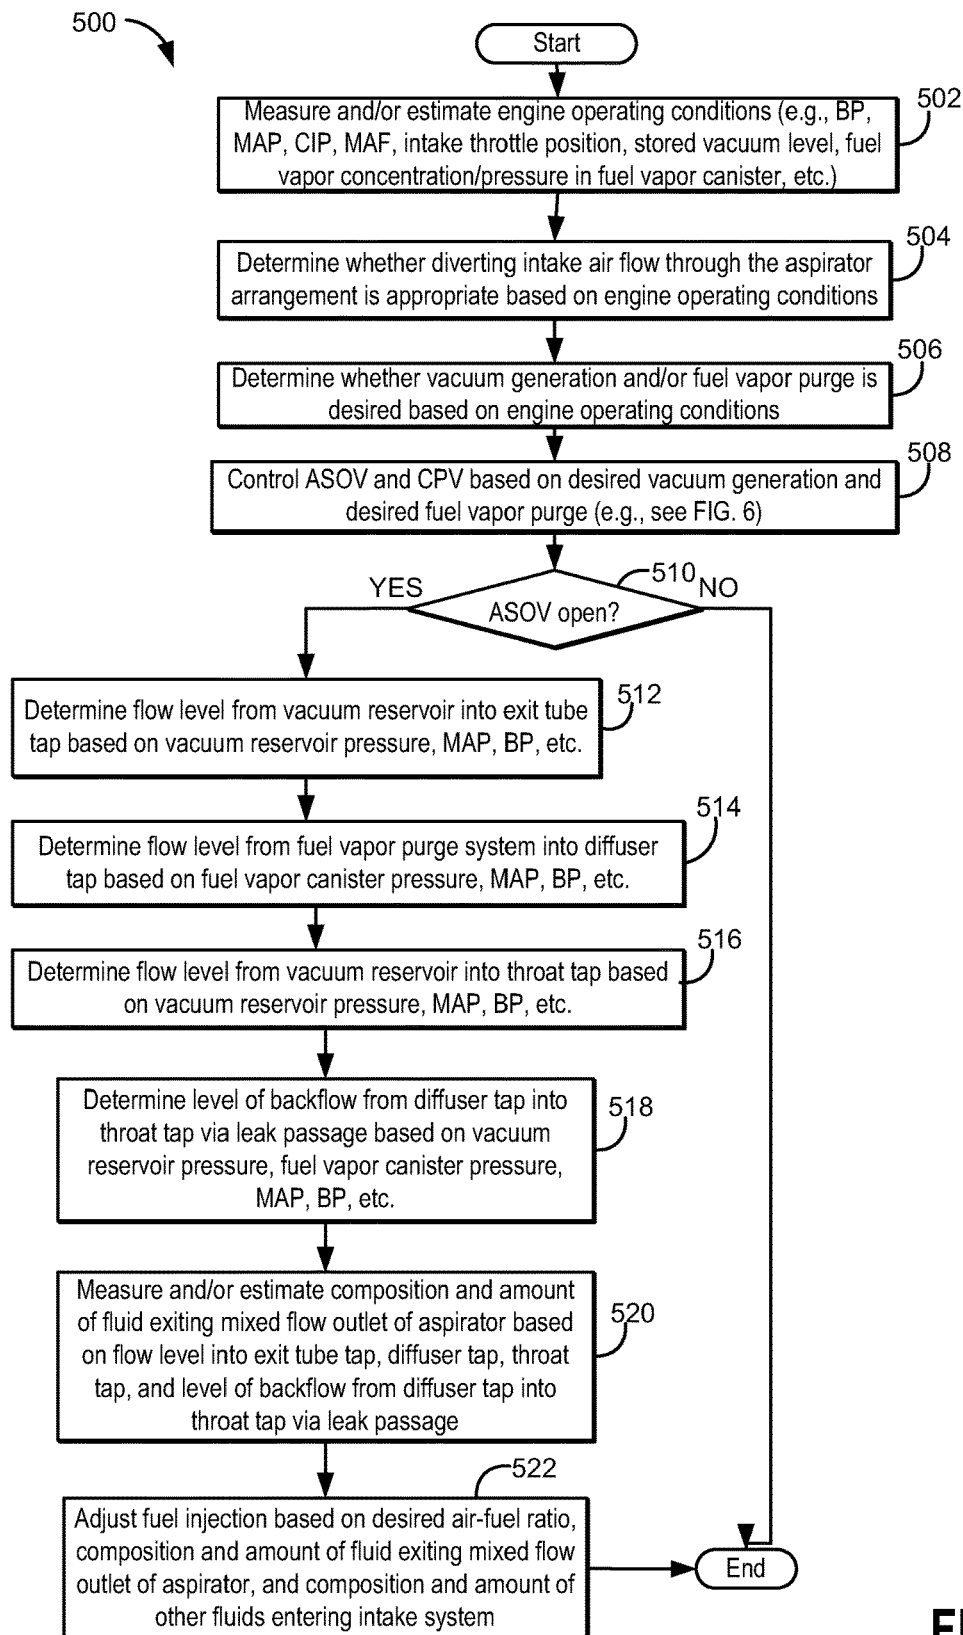 500
Start
Measure and/or estimate engine operating conditions (e.g., BP,
MAP, CIP, MAF, intake throttle position, stored vacuum level, fuel
vapor concentration/pressure in fuel vapor canister, etc.)
502
Determine whether diverting intake air flow through the aspirator
arrangement is appropriate based on engine operating conditions
504
Determine whether vacuum generation and/or fuel vapor purge is
desired based on engine operating conditions
506
Control ASOV and CPV based on desired vacuum generation and
desired fuel vapor purge (e.g., see FIG. 6)
508
YES
510
NO
ASOV open?
Determine flow level from vacuum reservoir into exit tube
tap based on vacuum reservoir pressure, MAP, BP, etc.
512
Determine flow level from fuel vapor purge system into diffuser
tap based on fuel vapor canister pressure, MAP, BP, etc.
514
Determine flow level from vacuum reservoir into throat tap based
on vacuum reservoir pressure, MAP, BP, etc.
516
Determine level of backflow from diffuser tap into
throat tap via leak passage based on vacuum
reservoir pressure, fuel vapor canister pressure,
MAP, BP, etc.
518
Measure and/or estimate composition and amount
of fluid exiting mixed flow outlet of aspirator based
on flow level into exit tube tap, diffuser tap, throat
tap, and level of backflow from diffuser tap into
throat tap via leak passage
520
522
Adjust fuel injection based on desired air-fuel ratio,
composition and amount of fluid exiting mixed flow
outlet of aspirator, and composition and amount of
other fluids entering intake system
End